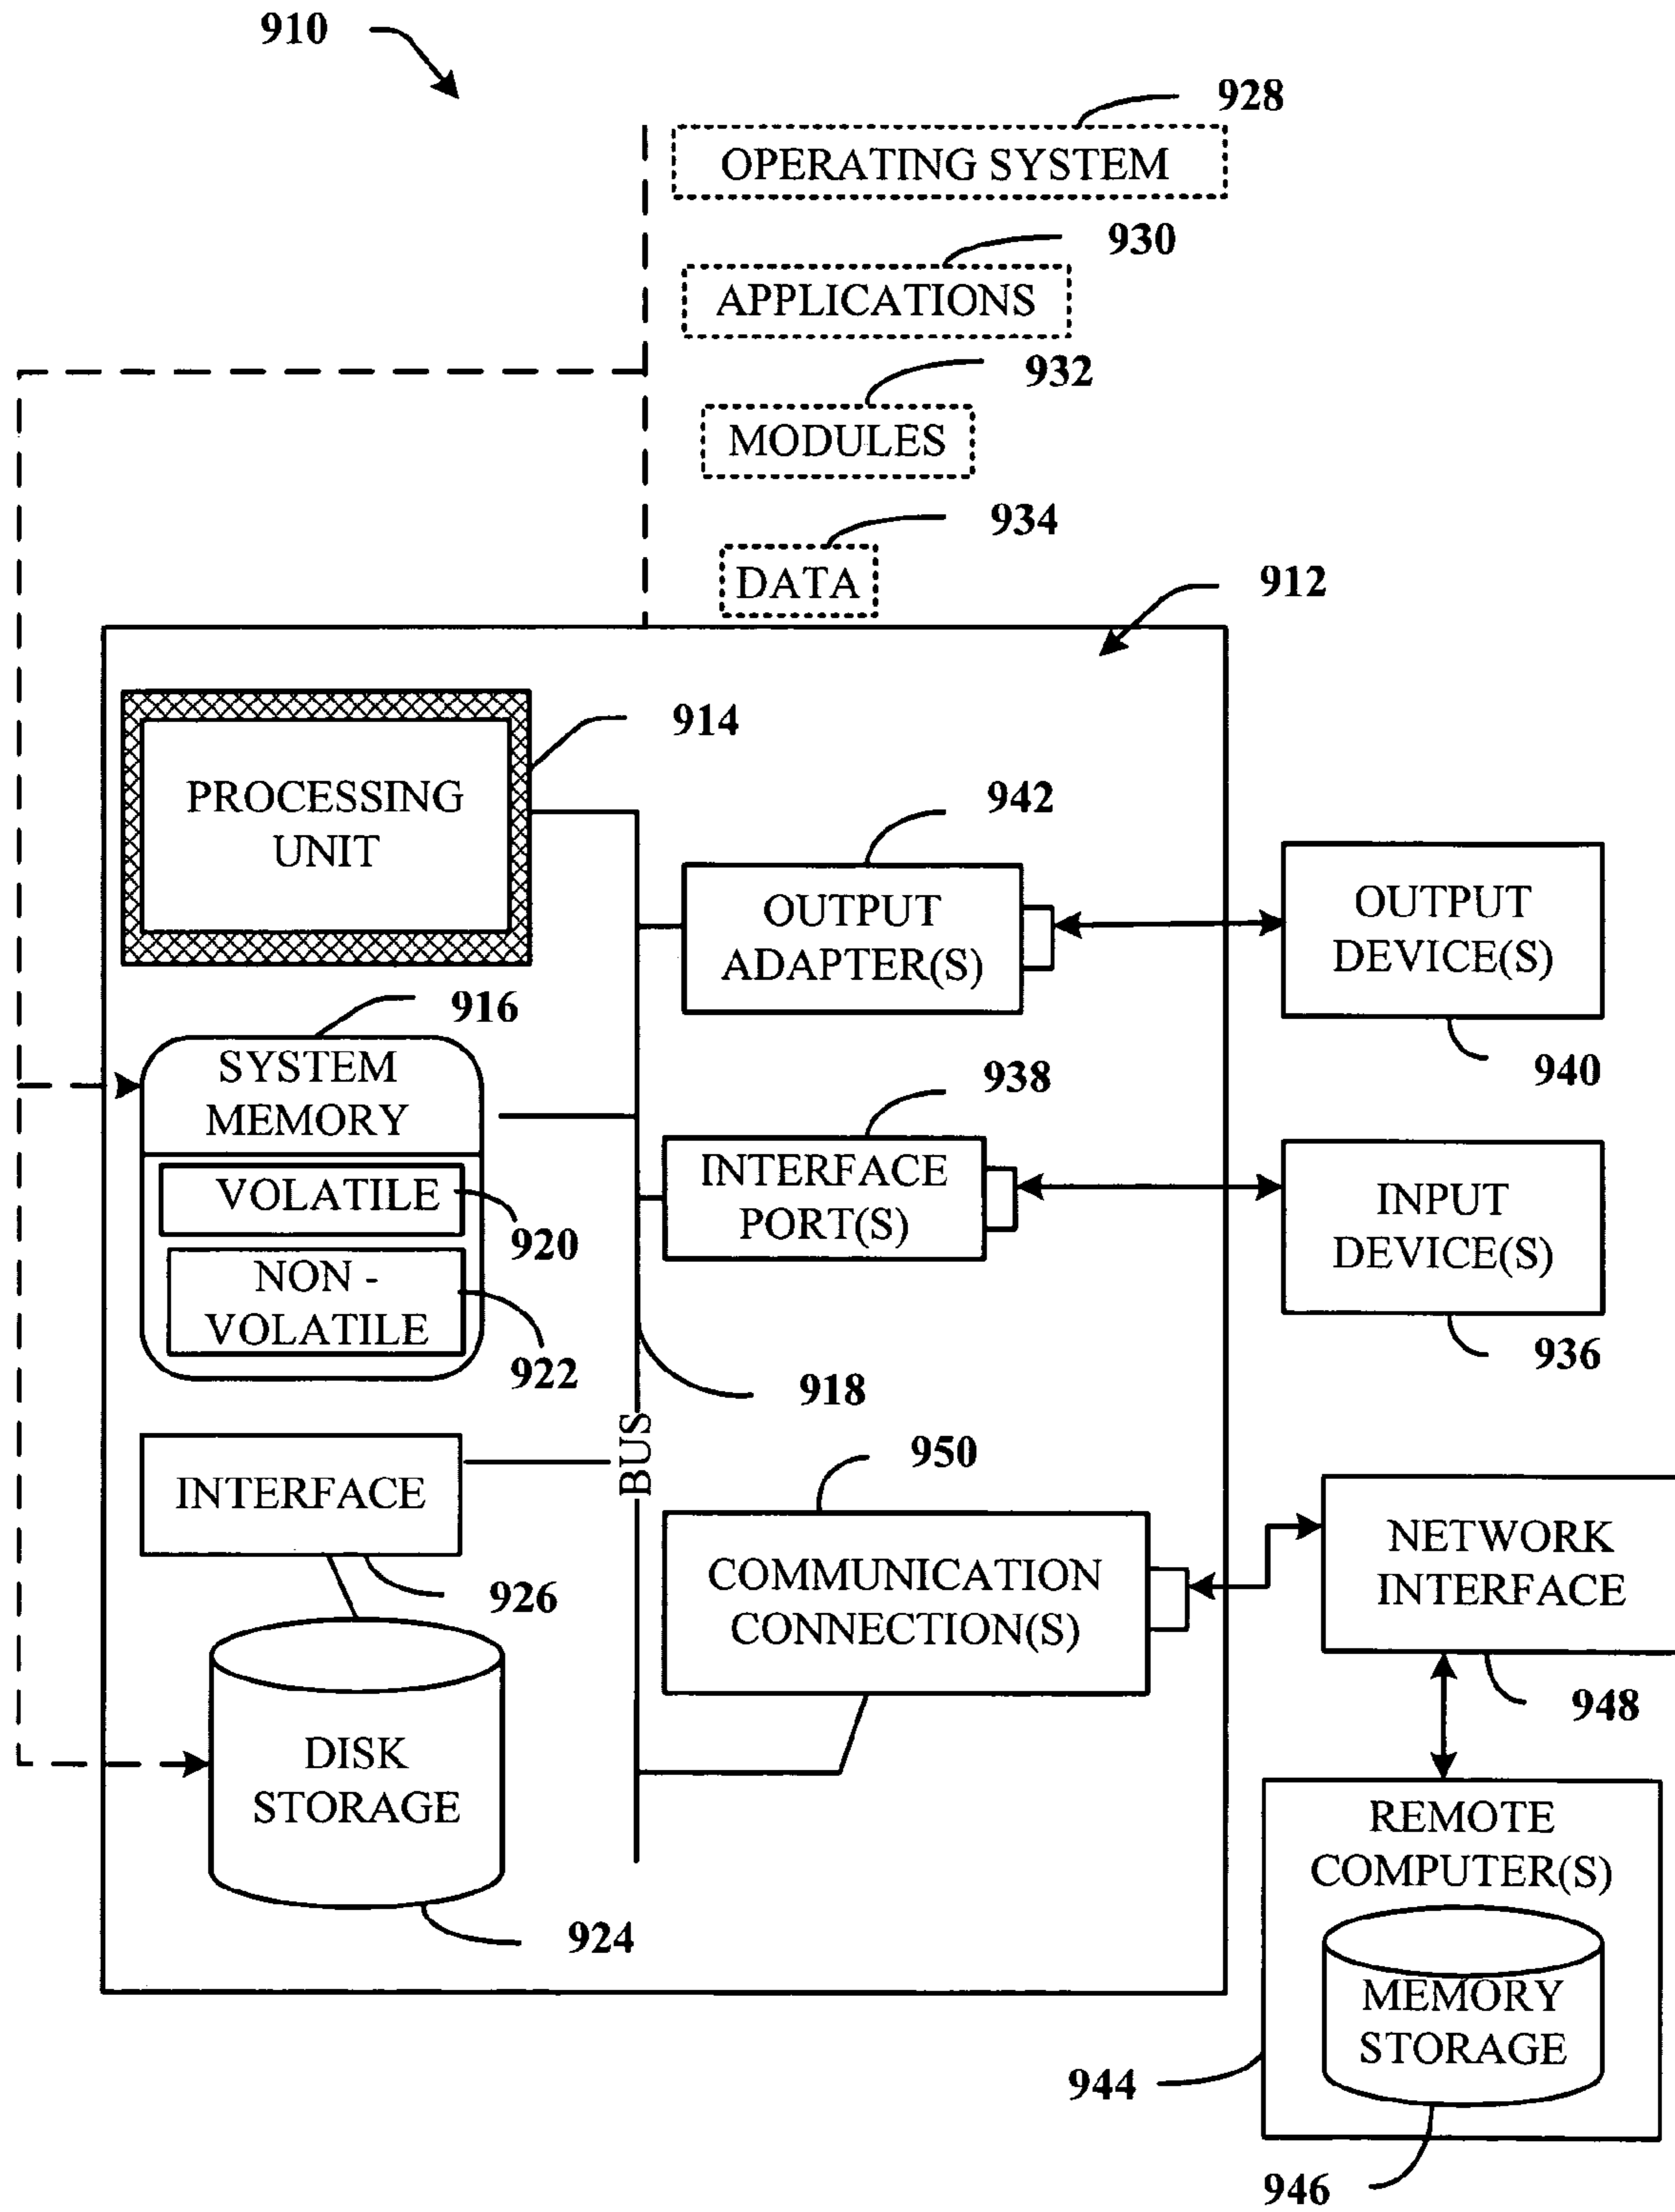 910
928
OPERATING SYSTEM
930
APPLICATIONS
932
MODULES
934
DATA
912
914
PROCESSING
UNIT
942
OUTPUT
ADAPTER(S)
OUTPUT
DEVICE(S)
940
916
SYSTEM
MEMORY
VOLATILE
920
NON -
VOLATILE
922
938
INTERFACE
PORT(S)
INPUT
DEVICE(S)
936
918
BUS
INTERFACE
926
950
COMMUNICATION
CONNECTION(S)
NETWORK
INTERFACE
948
DISK
STORAGE
924
REMOTE
COMPUTER(S)
MEMORY
STORAGE
944
946